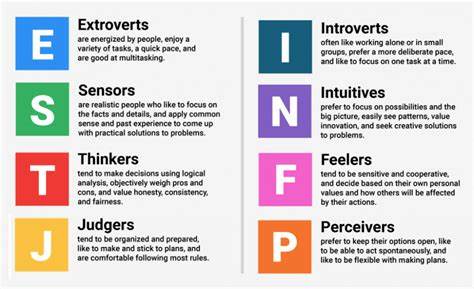 E
Extroverts
are energized by people, enjoy a
variety of tasks, a quick pace, and
are good at multitasking.
S
Sensors
are realistic people who like to focus on
the facts and details, and apply common
sense and past experience to come up
with practical solutions to problems.
T
Thinkers
tend to make decisions using logical
analysis, objectively weigh pros and
cons, and value honesty, consistency,
and fairness.
J
Judgers
tend to be organized and prepared,
like to make and stick to plans, and
are comfortable following most rules.
I
Introverts
often like working alone or in small
groups, prefer a more deliberate pace,
and like to focus on one task at a time.
N
Intuitives
prefer to focus on possibilities and the
big picture, easily see patterns, value
innovation, and seek creative solutions
to problems.
F
Feelers
tend to be sensitive and cooperative,
and decide based on their own personal
values and how others will be affected
by their actions.
P
Perceivers
prefer to keep their options open, like
to be able to act spontaneously, and
like to be flexible with making plans.